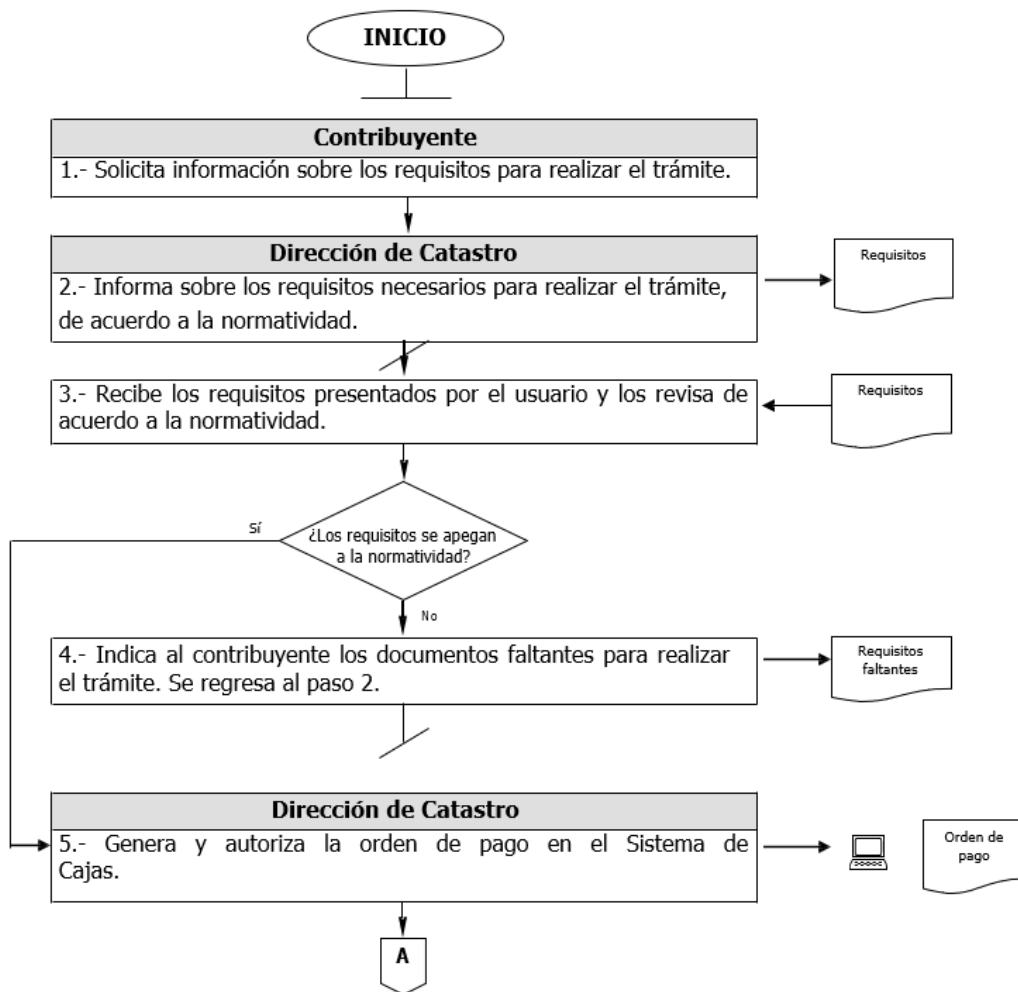 INICIO
Contribuyente
1.- Solicita información sobre los requisitos para realizar el trámite.
Dirección de Catastro
2.- Informa sobre los requisitos necesarios para realizar el trámite,
de acuerdo a la normatividad.
Requisitos
3.- Recibe los requisitos presentados por el usuario y los revisa de
acuerdo a la normatividad.
Requisitos
Sí
¿Los requisitos se apegan
a la normatividad?
No
4.- Indica al contribuyente los documentos faltantes para realizar
el trámite. Se regresa al paso 2.
Requisitos
faltantes
Dirección de Catastro
5.- Genera y autoriza la orden de pago en el Sistema de
Cajas.
Orden de
pago
A